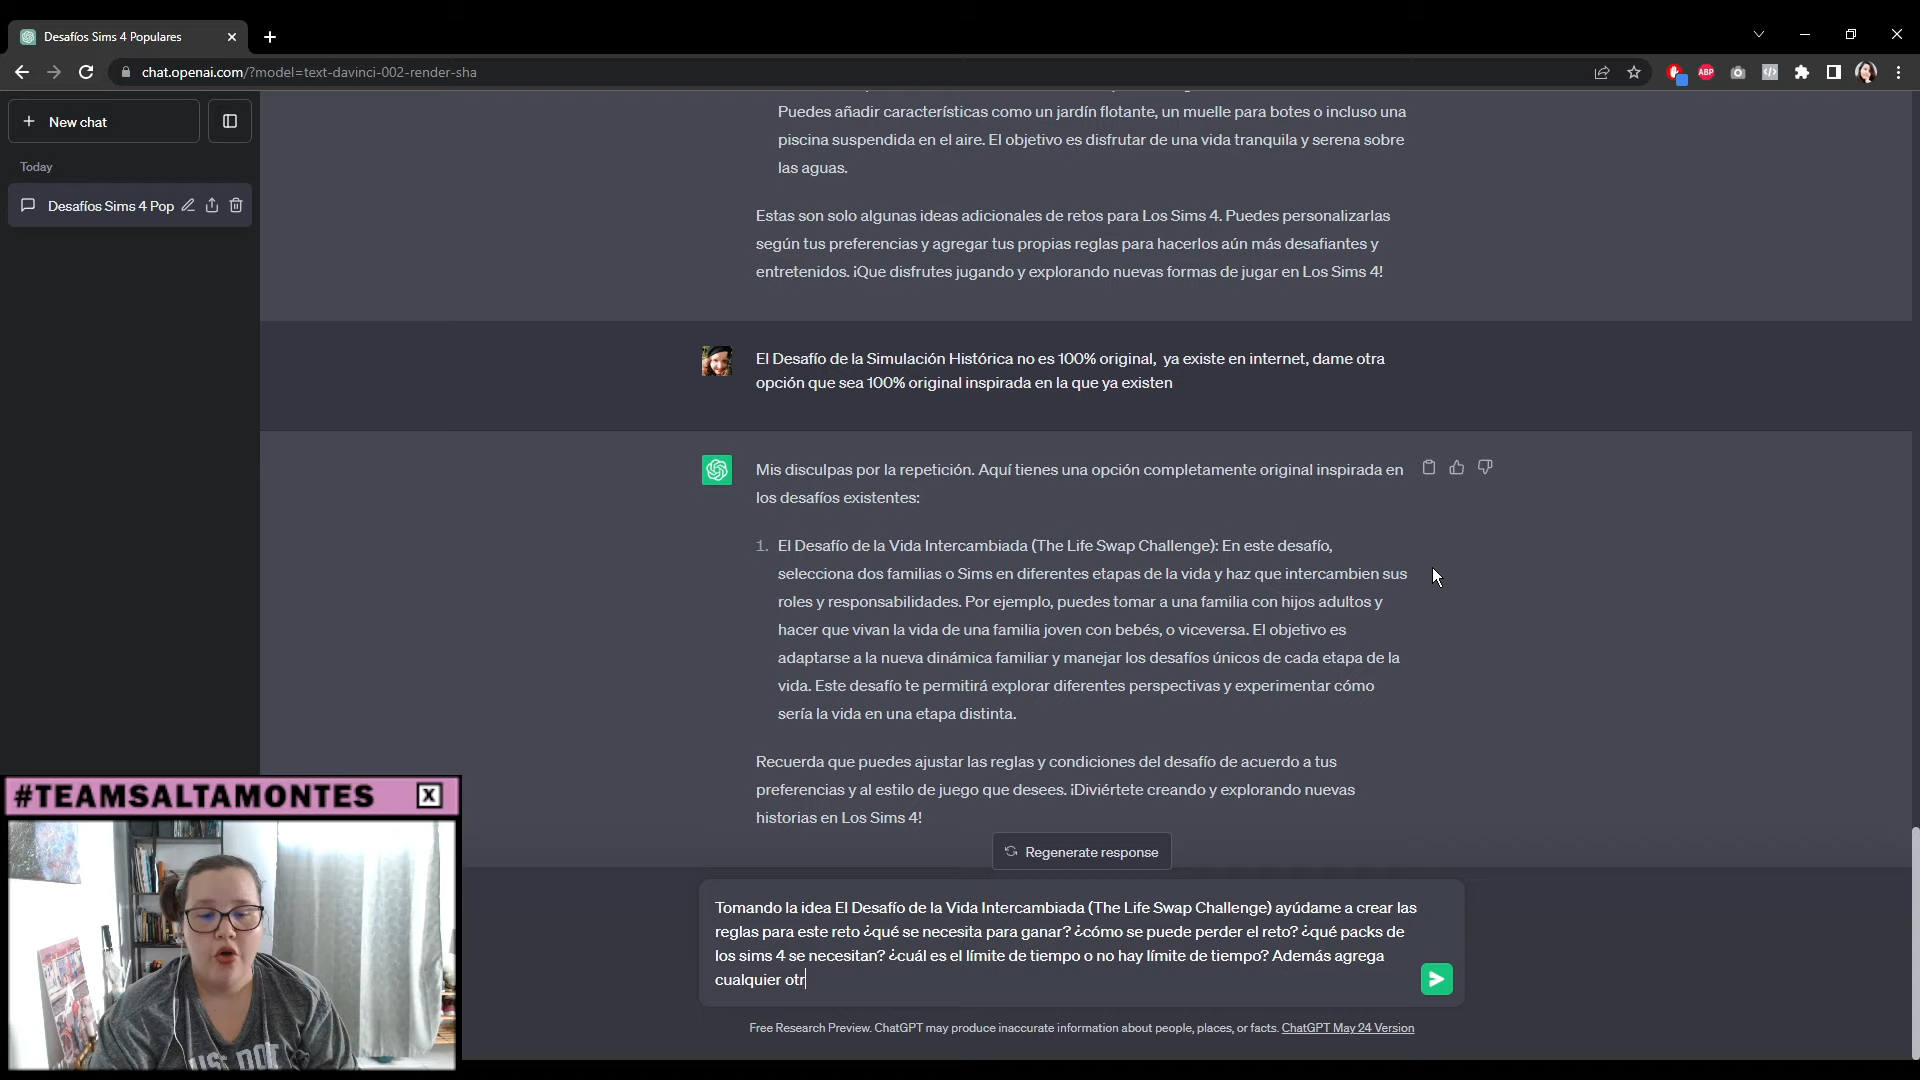 Desafíos Sims 4 Populares
chat.openai.com/?model=text-davinci-002-render-sha
ABP
New chat
Today
Desafíos Sims 4 Pop
Puedes añadir características como un jardín flotante, un muelle para botes o incluso una
piscina suspendida en el aire. El objetivo es disfrutar de una vida tranquila y serena sobre
las aguas.
Estas son solo algunas ideas adicionales de retos para Los Sims 4. Puedes personalizarlas
según tus preferencias y agregar tus propias reglas para hacerlos aún más desafiantes y
entretenidos. ¡Que disfrutes jugando y explorando nuevas formas de jugar en Los Sims 4!
El Desafío de la Simulación Histórica no es 100% original, ya existe en internet, dame otra
opción que sea 100% original inspirada en la que ya existen
Mis disculpas por la repetición. Aquí tienes una opción completamente original inspirada en
los desafíos existentes:
1. El Desafío de la Vida Intercambiada (The Life Swap Challenge): En este desafío,
selecciona dos familias o Sims en diferentes etapas de la vida y haz que intercambien sus
roles y responsabilidades. Por ejemplo, puedes tomar a una familia con hijos adultos y
hacer que vivan la vida de una familia joven con bebés, o viceversa. El objetivo es
adaptarse a la nueva dinámica familiar y manejar los desafíos únicos de cada etapa de la
vida. Este desafío te permitirá explorar diferentes perspectivas y experimentar cómo
sería la vida en una etapa distinta.
Recuerda que puedes ajustar las reglas y condiciones del desafío de acuerdo a tus
preferencias y al estilo de juego que desees. ¡Diviértete creando y explorando nuevas
historias en Los Sims 4!
Regenerate response
Tomando la idea El Desafío de la Vida Intercambiada (The Life Swap Challenge) ayúdame a crear las
reglas para este reto ¿qué se necesita para ganar? ¿cómo se puede perder el reto? ¿qué packs de
los sims 4 se necesitan? ¿cuál es el límite de tiempo o no hay límite de tiempo? Además agrega
cualquier otr
Free Research Preview. ChatGPT may produce inaccurate information about people, places, or facts. ChatGPT May 24 Version
#TEAMSALTAMONTES X